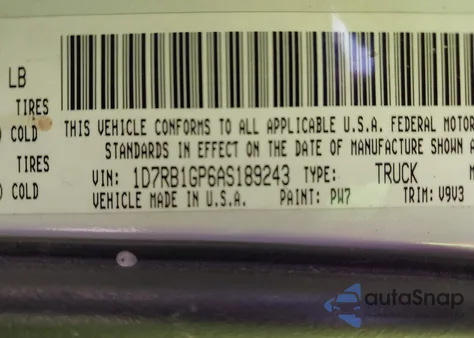 LB
TIRES
) COLD
THIS VEHICLE CONFORMS TO ALL APPLICABLE U.S.A. FEDERAL MOTOR
TIRES
STANDARDS IN EFFECT ON THE DATE OF MANUFACTURE SHOWN A
) COLD
VIN: 1D7RB1GP6AS189243 TYPE: TRUCK M
VEHICLE MADE IN U.S.A. PAINT: PW7 TRIM: V9V3
autoSnap